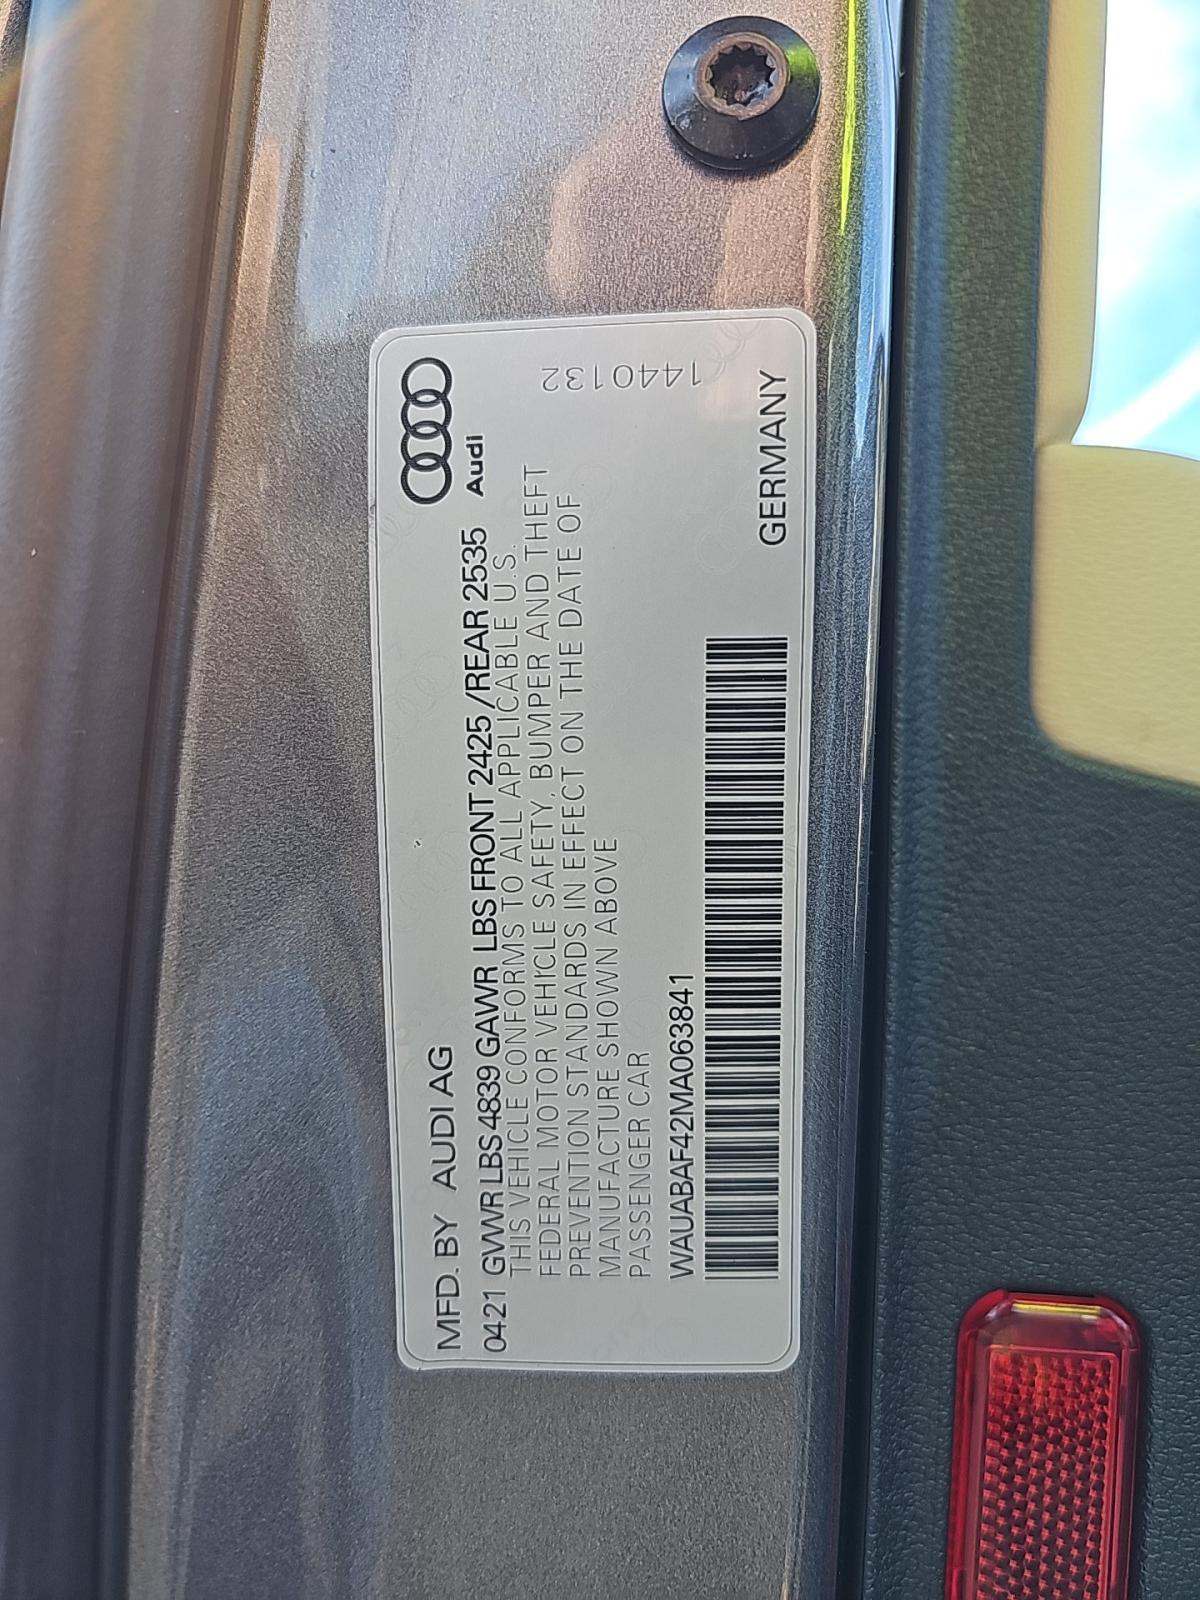 MFD. BY AUDI AG
Audi
04·21 GVWR LBS 4839 GAWR LBS FRONT 2425 /REAR 2535
THIS VEHICLE CONFORMS TO ALL APPLICABLE U.S.
FEDERAL MOTOR VEHICLE SAFETY, BUMPER AND THEFT
PREVENTION STANDARDS IN EFFECT ON THE DATE OF
MANUFACTURE SHOWN ABOVE
PASSENGER CAR
1440132
WAUABAF42MA063841
GERMANY